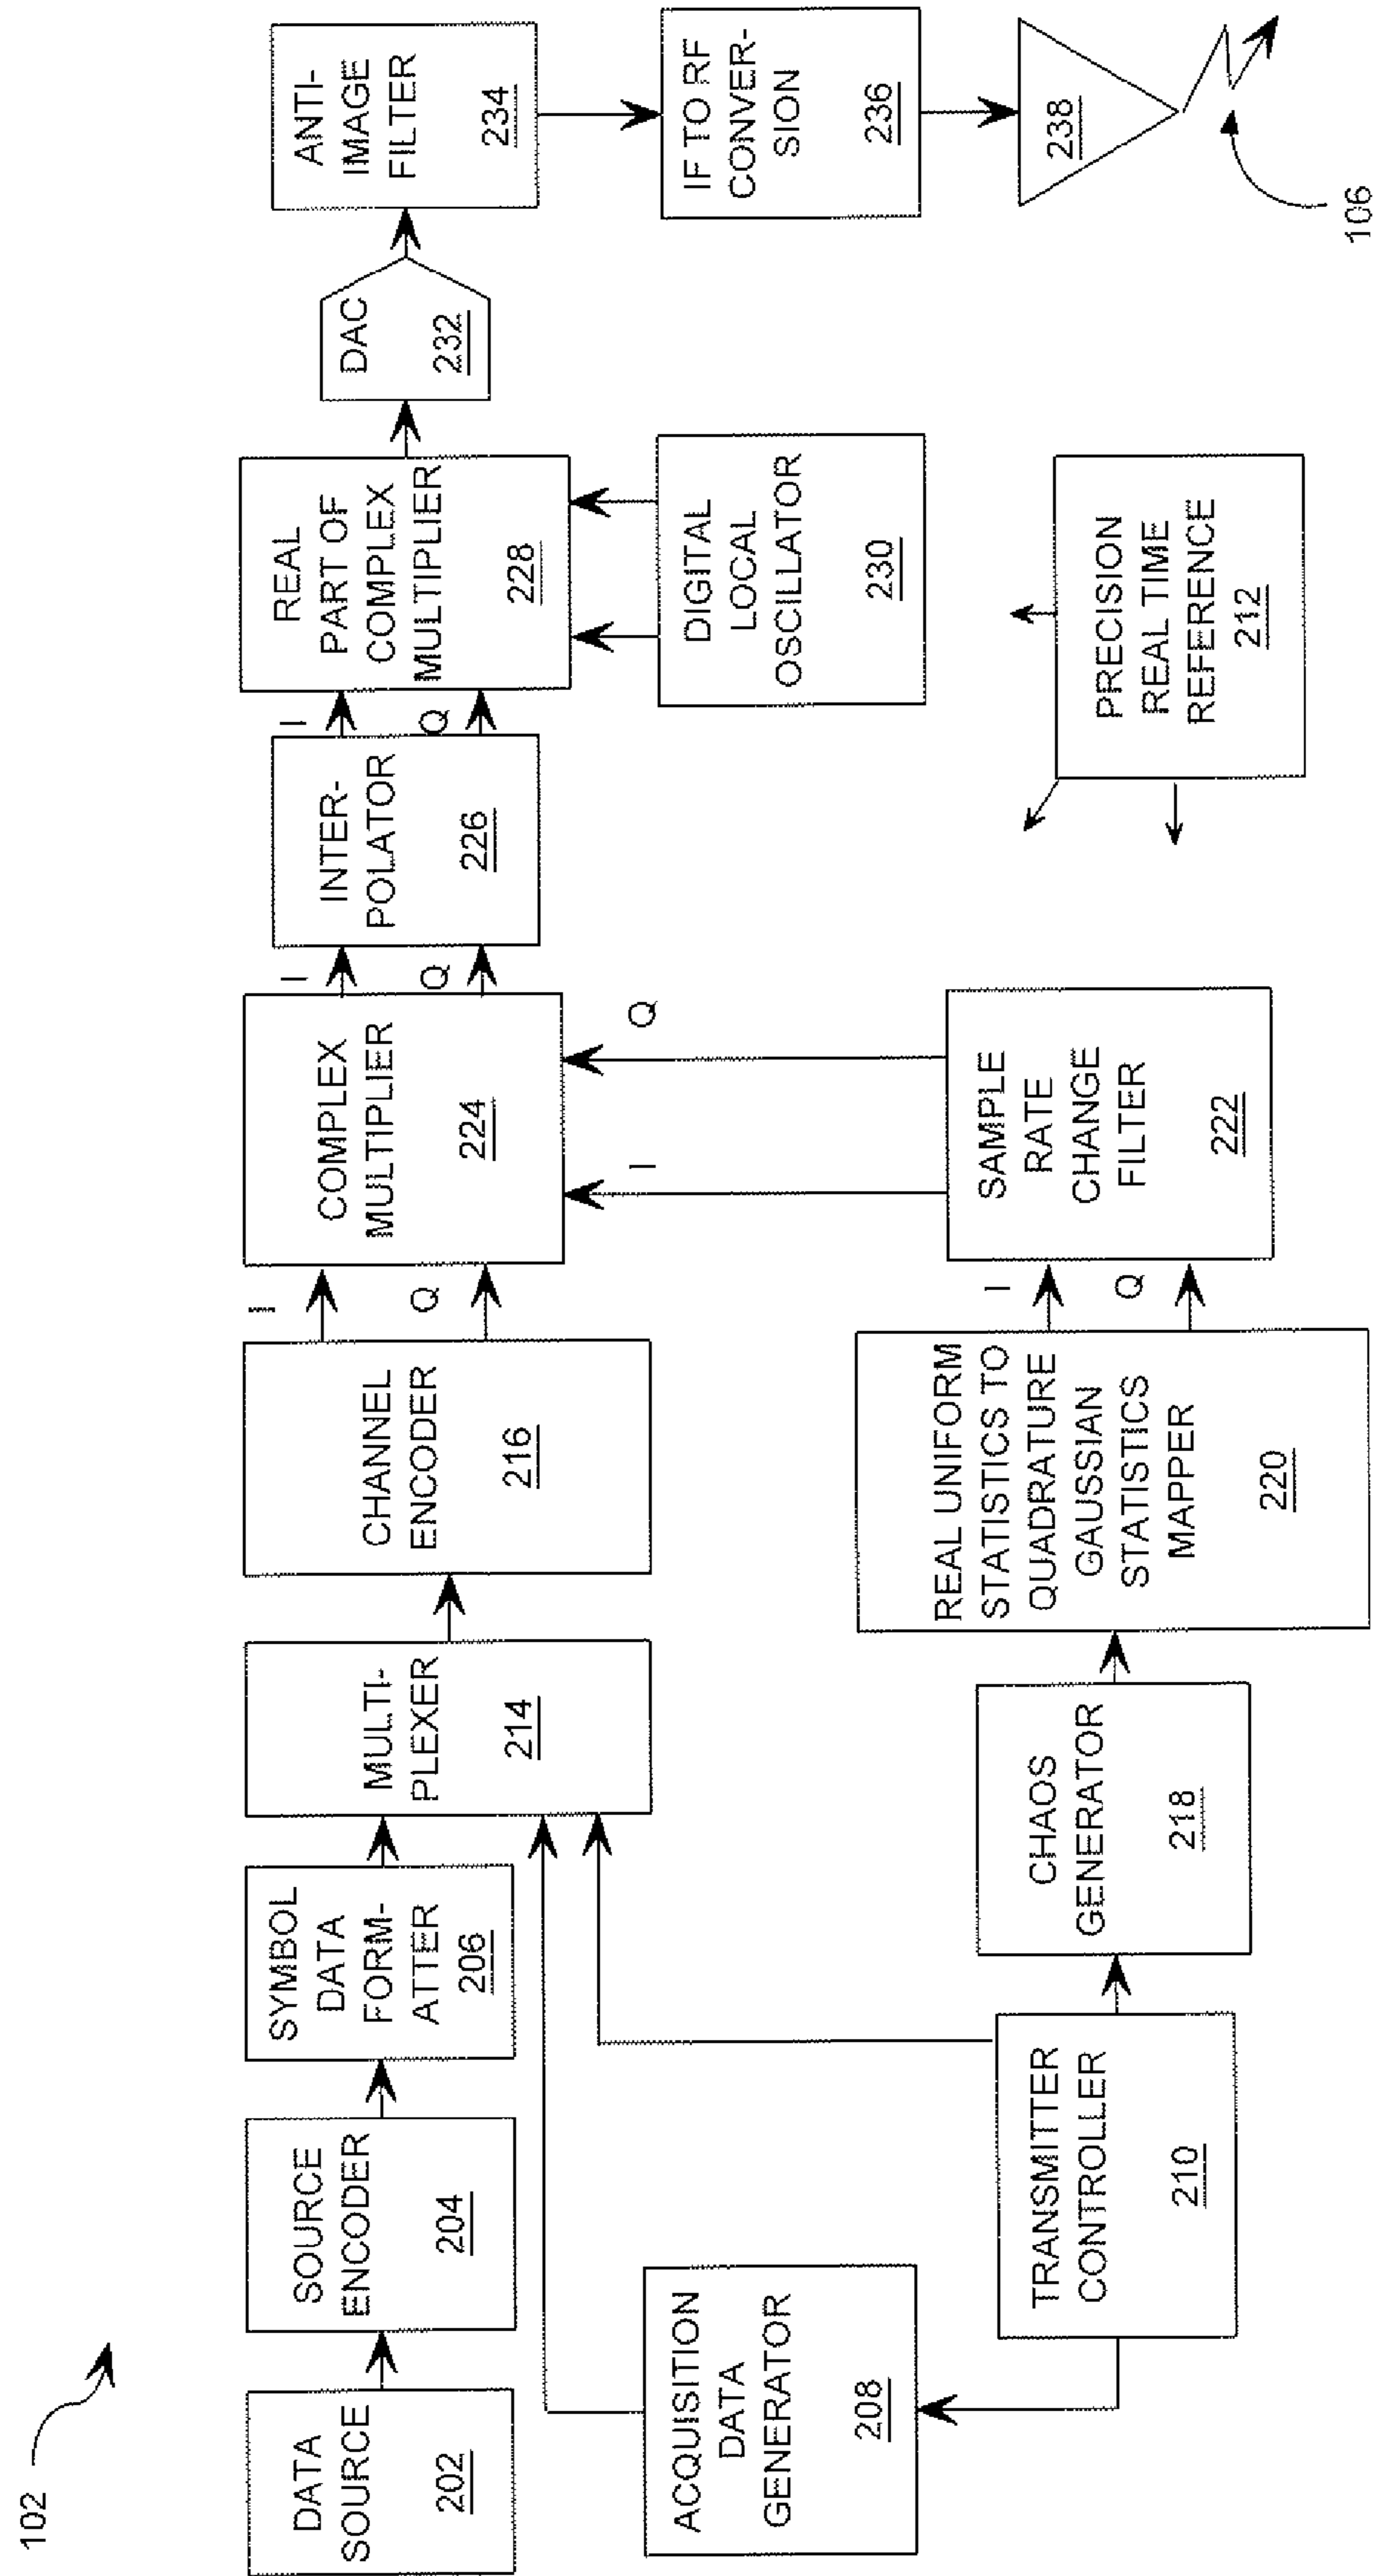 102
DATA
SOURCE
202
SOURCE
ENCODER
204
SYMBOL
DATA
FORM-
ATTER
206
MULTI-
PLEXER
214
CHANNEL
ENCODER
216
I
Q
COMPLEX
MULTIPLIER
224
I
Q
INTER-
POLATOR
226
I
Q
REAL
PART OF
COMPLEX
MULTIPLIER
228
DAC
232
ANTI-
IMAGE
FILTER
234
ACQUISITION
DATA
GENERATOR
208
TRANSMITTER
CONTROLLER
210
CHAOS
GENERATOR
218
REAL UNIFORM
STATISTICS TO
QUADRATURE
GAUSSIAN
STATISTICS
MAPPER
220
I
Q
SAMPLE
RATE
CHANGE
FILTER
222
I
Q
DIGITAL
LOCAL
OSCILLATOR
230
PRECISION
REAL TIME
REFERENCE
212
IF TO RF
CONVER-
SION
236
238
106